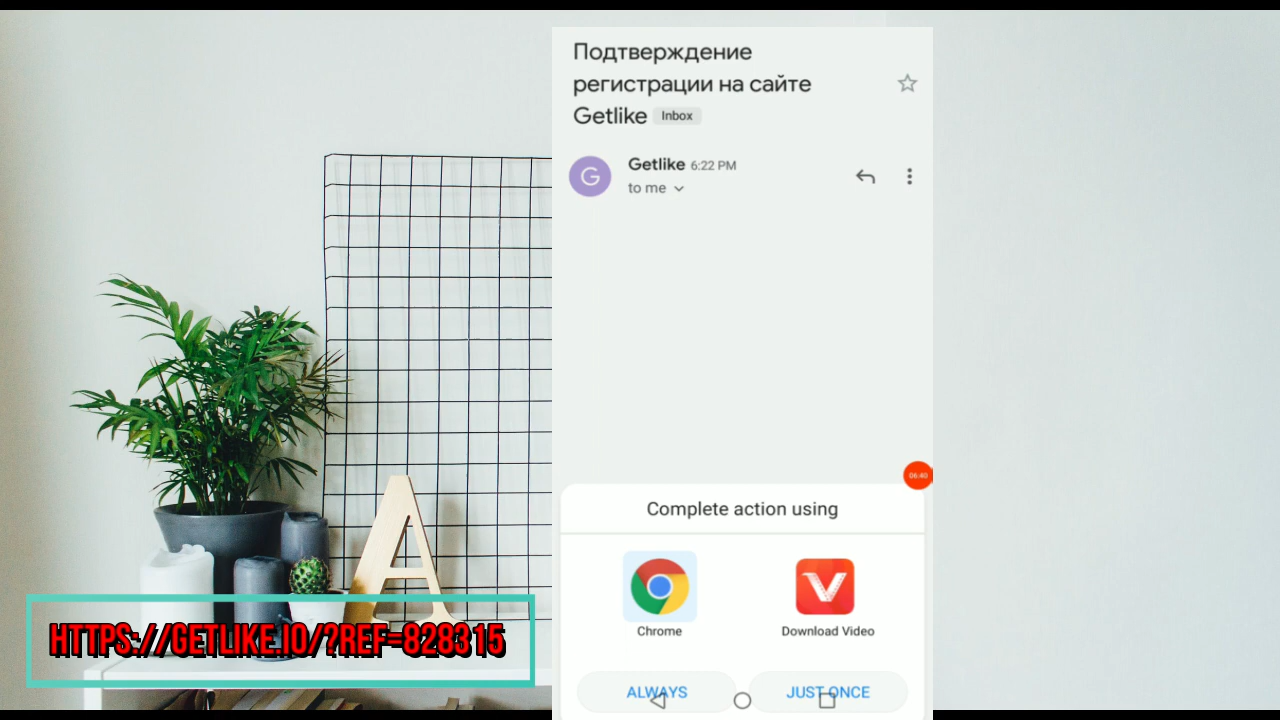 Подтверждение
регистрации на сайте
Getlike Inbox
G
Getlike 6:22 PM
to me
06:40
Complete action using
Chrome
Download Video
ALWAYS
JUST ONCE
A
HTTPS://GETLIKE.IO/?REF=828315